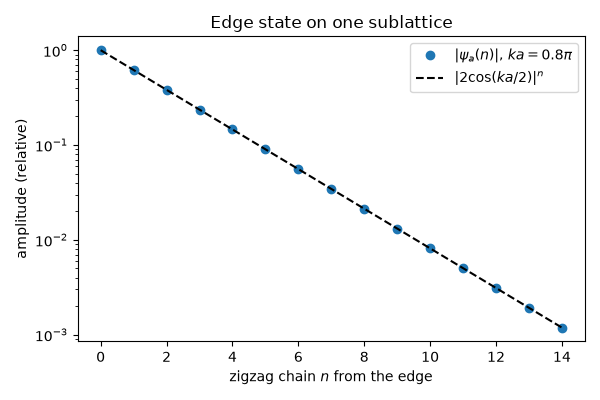 Edge state on one sublattice
|ψₐ(n)|, ka = 0.8π
|2cos(ka/2)|ⁿ
amplitude (relative)
10⁰
10⁻¹
10⁻²
10⁻³
0 2 4 6 8 10 12 14
zigzag chain n from the edge